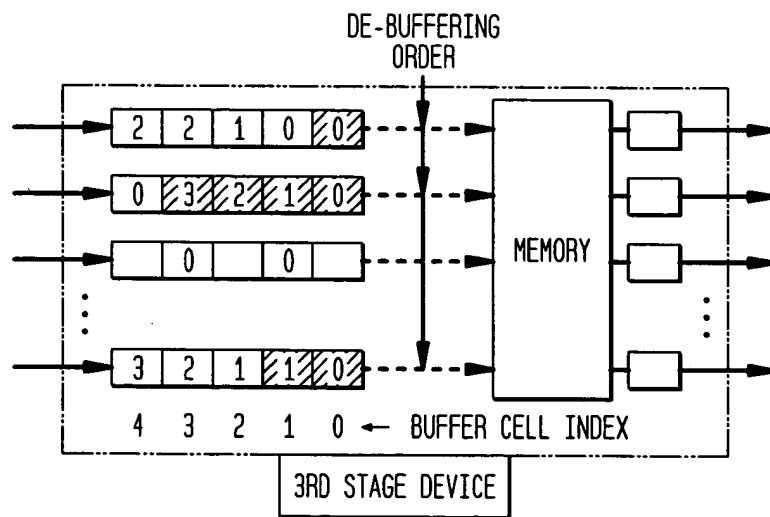 DE-BUFFERING
ORDER
2 2 1 0 0
0 3 2 1 0
MEMORY
0 0
3 2 1 1 0
4 3 2 1 0 ← BUFFER CELL INDEX
3RD STAGE DEVICE